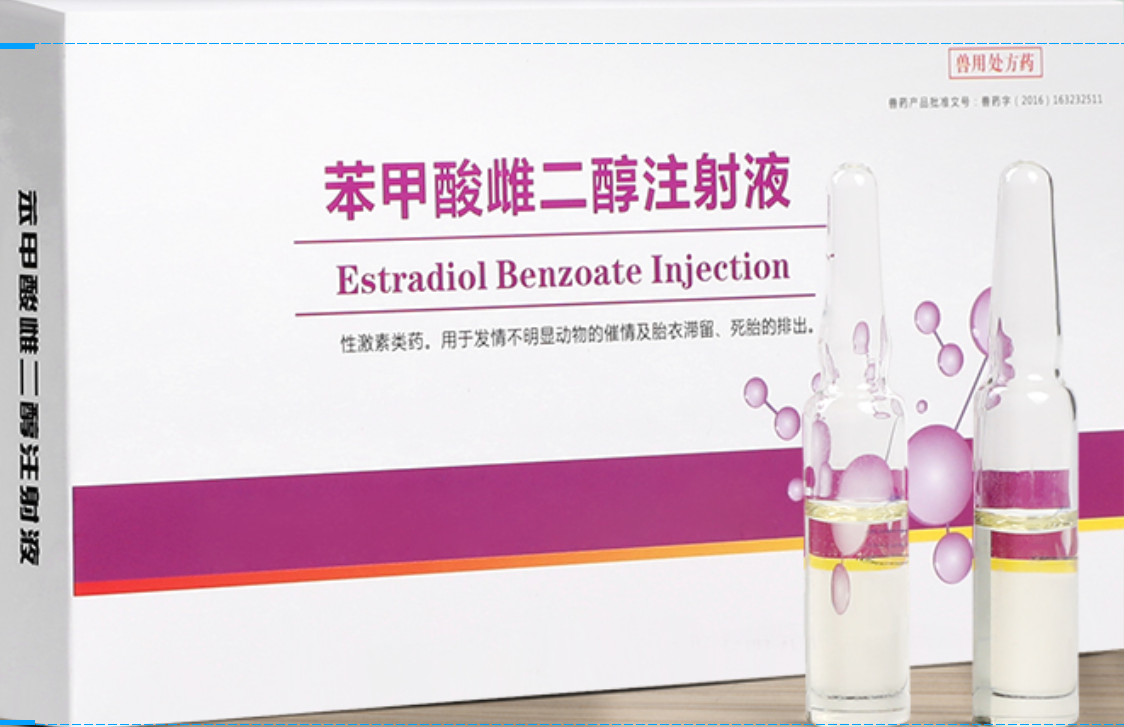 兽用处方药
兽药产品批准文号：兽药字（2016）163232511
苯甲酸雌二醇注射液
Estradiol Benzoate Injection
性激素类药。用于发情不明显动物的催情及胎衣滞留、死胎的排出。
苯甲酸雌二醇注射液